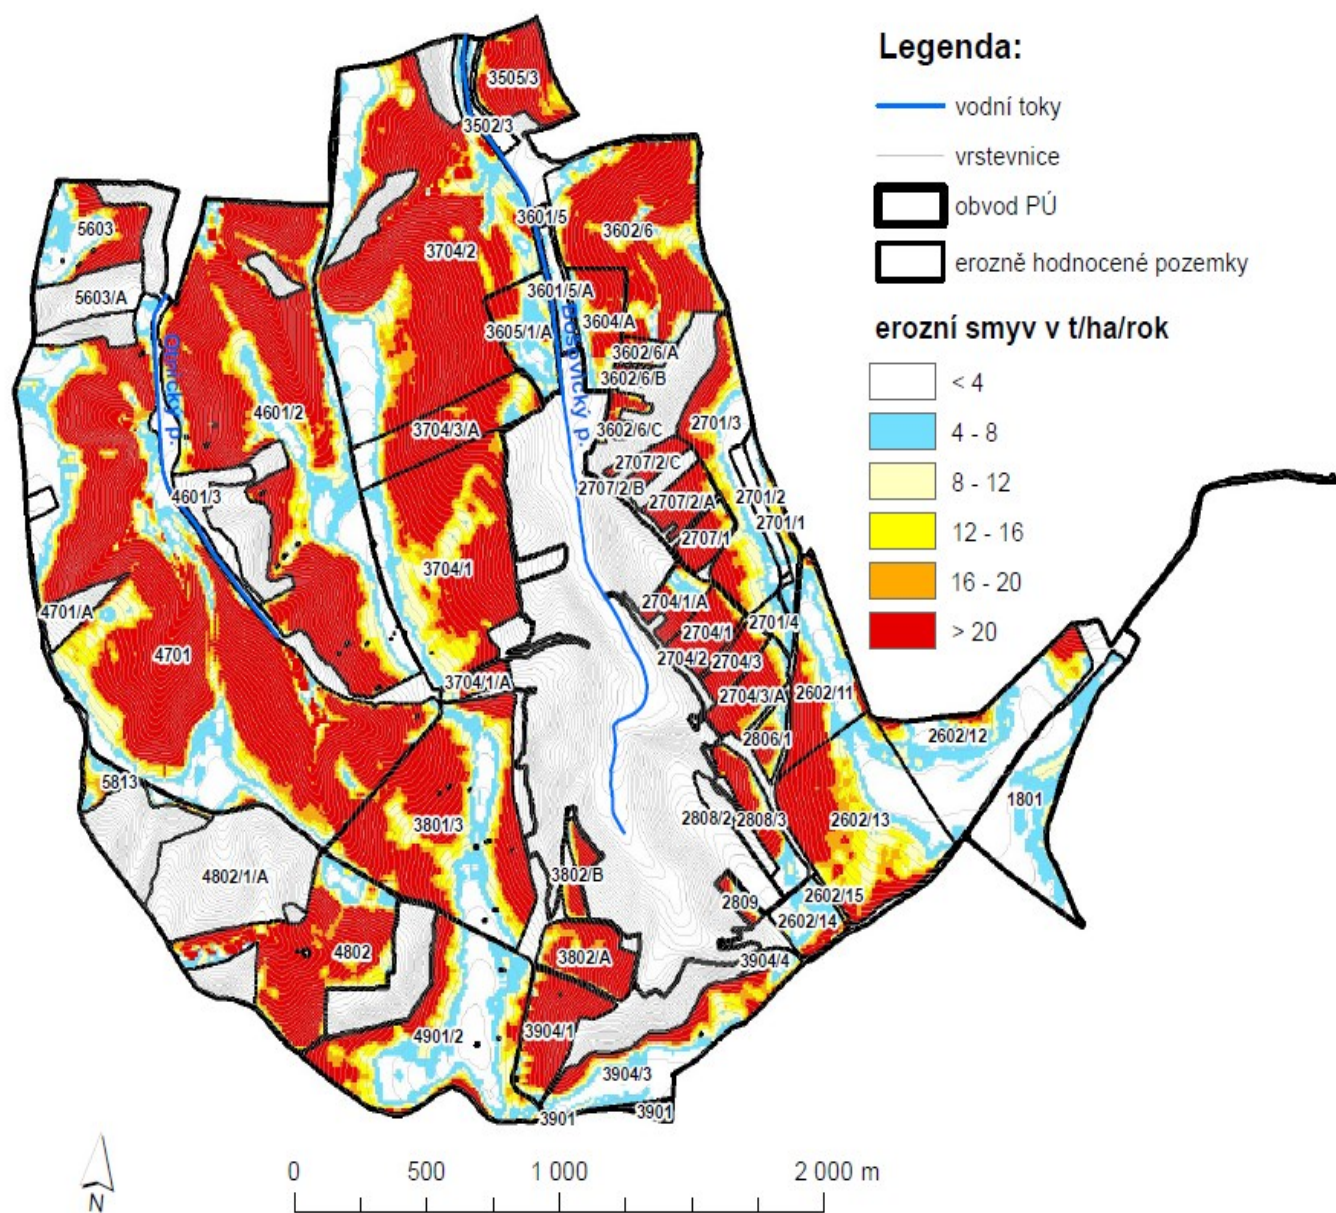 Legenda:
vodní toky
vrstevnice
obvod PÚ
erozně hodnocené pozemky
erozní smyv v t/ha/rok
< 4
4 - 8
8 - 12
12 - 16
16 - 20
> 20
3505/3
3502/3
5603
3601/5
3602/6
3704/2
5603/A
3601/5/A
3604/A
3605/1/A
3602/6/A
3602/6/B
4601/2
3704/3/A
3602/6/C
2701/3
2707/2/C
2707/2/B
2701/2
4601/3
2707/2/A
2701/1
2707/1
3704/1
4701/A
2704/1/A
2701/4
2704/1
4701
2704/2
2704/3
3704/1/A
2704/3/A
2602/11
2806/1
2602/12
5813
1801
3801/3
2808/2
2808/3
2602/13
4802/1/A
3802/B
2809
2602/15
2602/14
4802
3802/A
3904/4
4901/2
3904/1
3904/3
3901
3901
N
0
500
1 000
2 000 m